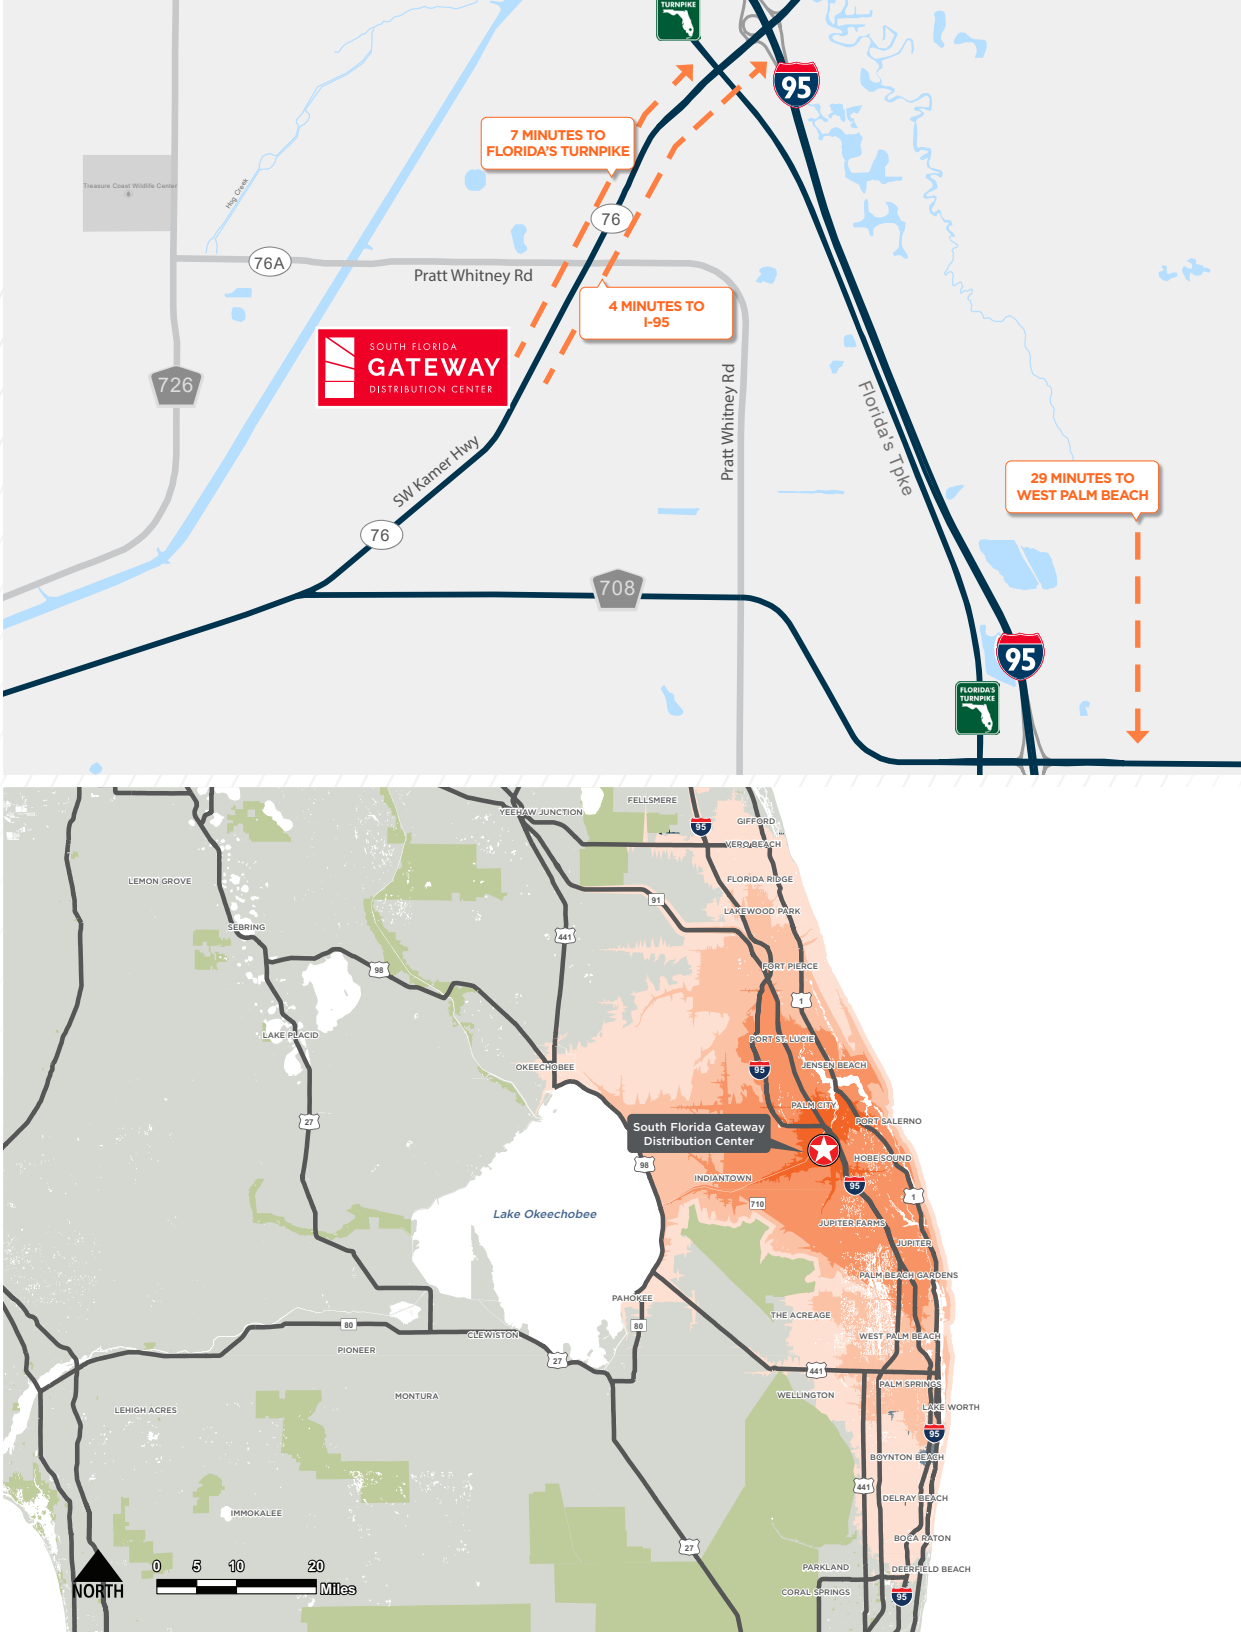 TURNPIKE
95
7 MINUTES TO
FLORIDA'S TURNPIKE
Treasure Coast Wildlife Center
Hog Creek
76
76A
Pratt Whitney Rd
4 MINUTES TO
I-95
SOUTH FLORIDA
GATEWAY
DISTRIBUTION CENTER
726
Pratt Whitney Rd
Florida's Tpke
SW Kamer Hwy
29 MINUTES TO
WEST PALM BEACH
76
708
95
FLORIDA'S
TURNPIKE
FELLSMERE
YEEHAW JUNCTION
GIFFORD
95
VERO BEACH
LEMON GROVE
FLORIDA RIDGE
91
LAKEWOOD PARK
SEBRING
441
98
FORT PIERCE
1
LAKE PLACID
PORT ST. LUCIE
OKEECHOBEE
JENSEN BEACH
95
PALM CITY
27
PORT SALERNO
South Florida Gateway
Distribution Center
HOBE SOUND
98
INDIANTOWN
95
1
710
Lake Okeechobee
JUPITER FARMS
JUPITER
PALM BEACH GARDENS
PAHOKEE
THE ACREAGE
80
80
CLEWISTON
WEST PALM BEACH
PIONEER
27
441
PALM SPRINGS
MONTURA
WELLINGTON
LEHIGH ACRES
LAKE WORTH
95
BOYNTON BEACH
441
DELRAY BEACH
IMMOKALEE
BOCA RATON
27
PARKLAND
DEERFIELD BEACH
CORAL SPRINGS
95
0 5 10 20
Miles
NORTH